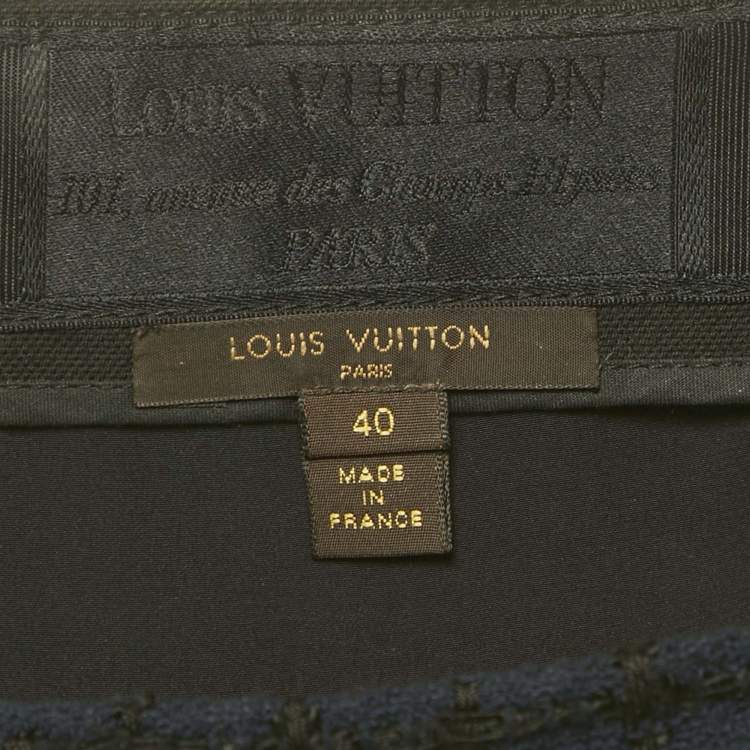 LOUIS VUITTON
101, avenue des Champs Elysées,
PARIS
LOUIS VUITTON
PARIS
40
MADE
IN
FRANCE